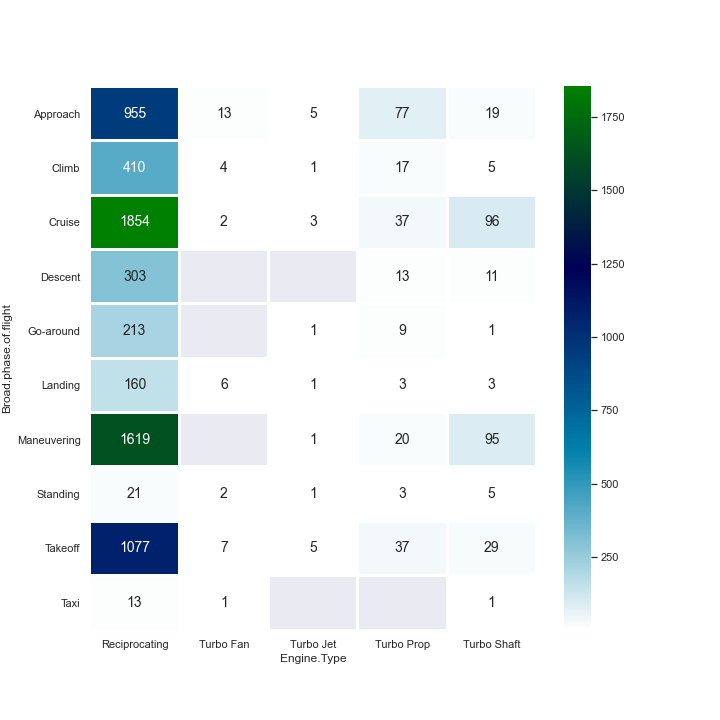 Broad.phase.of.flight
Approach 955 13 5 77 19
Climb 410 4 1 17 5
Cruise 1854 2 3 37 96
Descent 303 13 11
Go-around 213 1 9 1
Landing 160 6 1 3 3
Maneuvering 1619 1 20 95
Standing 21 2 1 3 5
Takeoff 1077 7 5 37 29
Taxi 13 1 1
Reciprocating Turbo Fan Turbo Jet Turbo Prop Turbo Shaft
Engine.Type
1750
1500
1250
1000
750
500
250